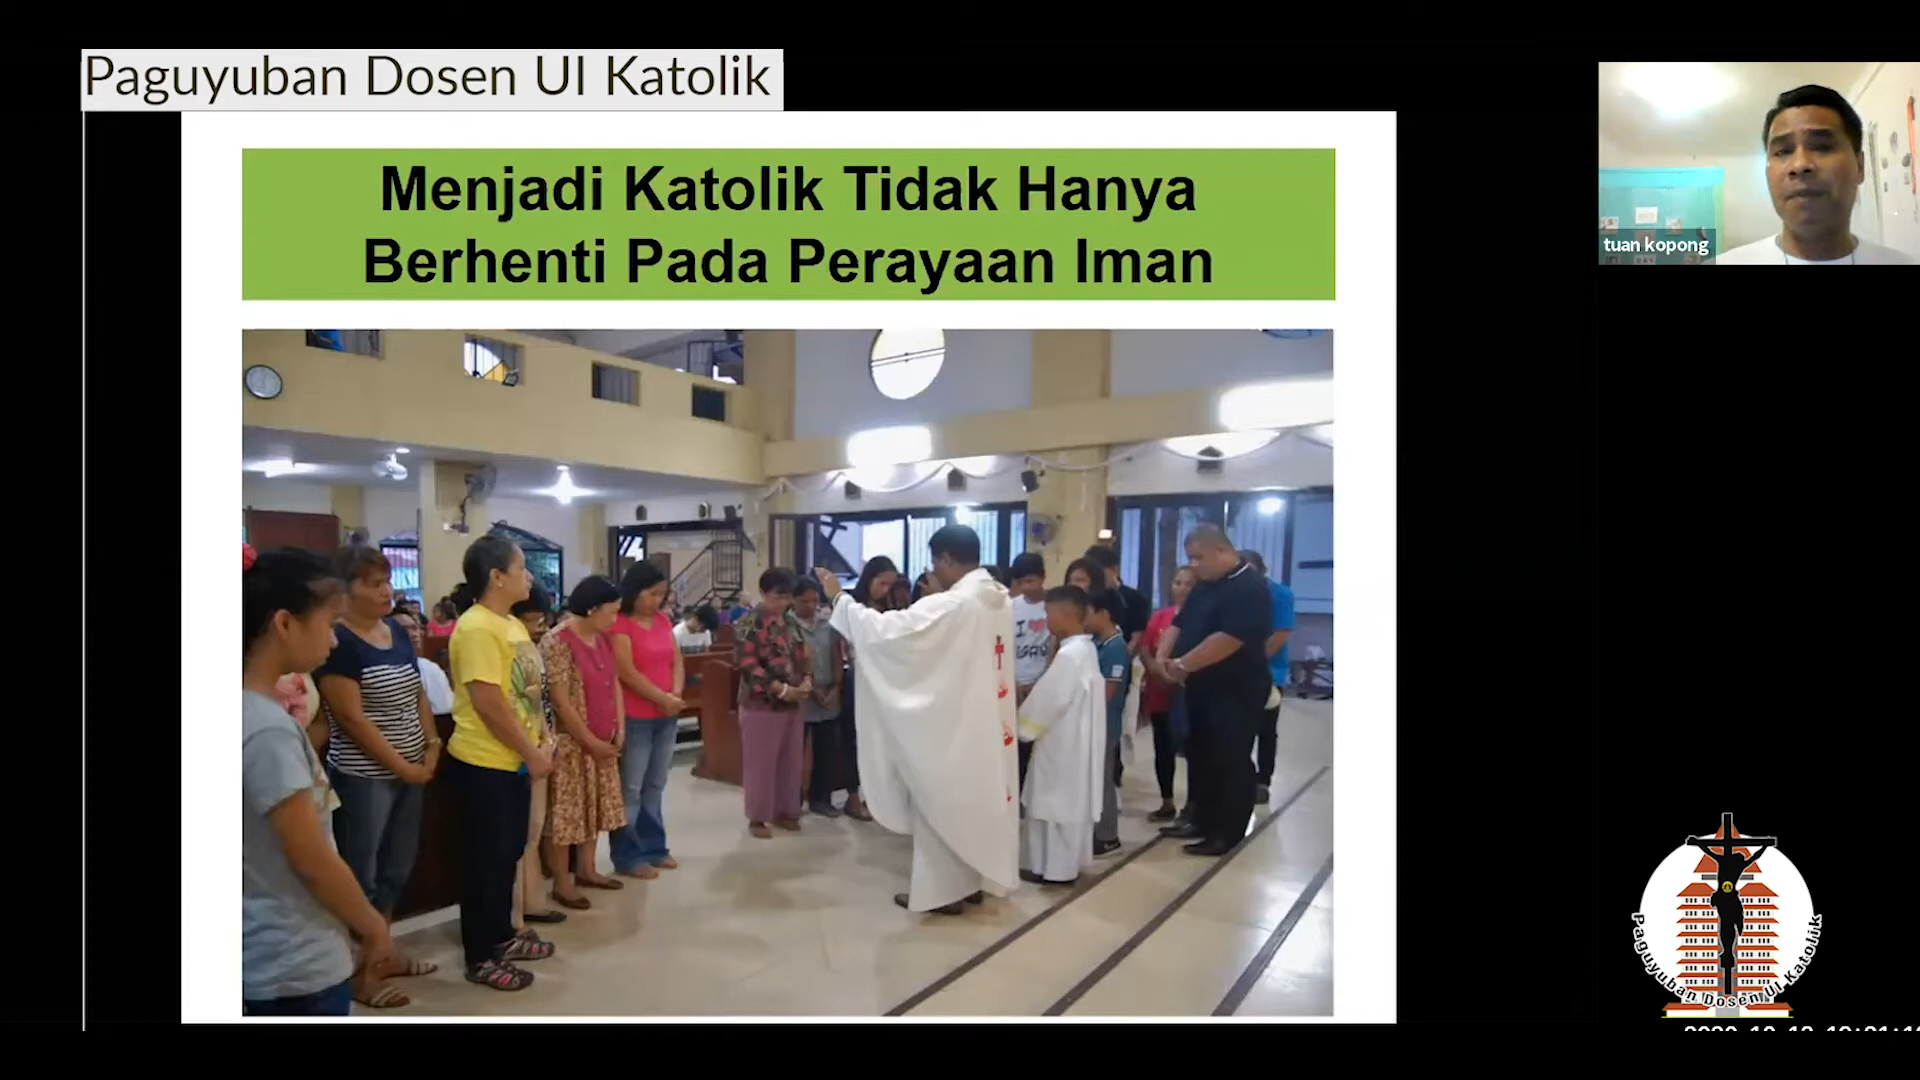 Paguyuban Dosen UI Katolik
Menjadi Katolik Tidak Hanya
Berhenti Pada Perayaan Iman
tuan kopong
I
Paguyuban Dosen UI Katolik